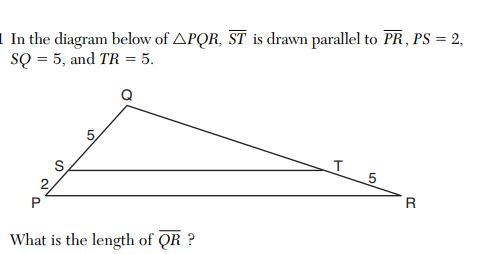 1 In the diagram below of △PQR, ST is drawn parallel to PR, PS = 2,
SQ = 5, and TR = 5.
Q
5
S
T
2
5
P
R
What is the length of QR ?